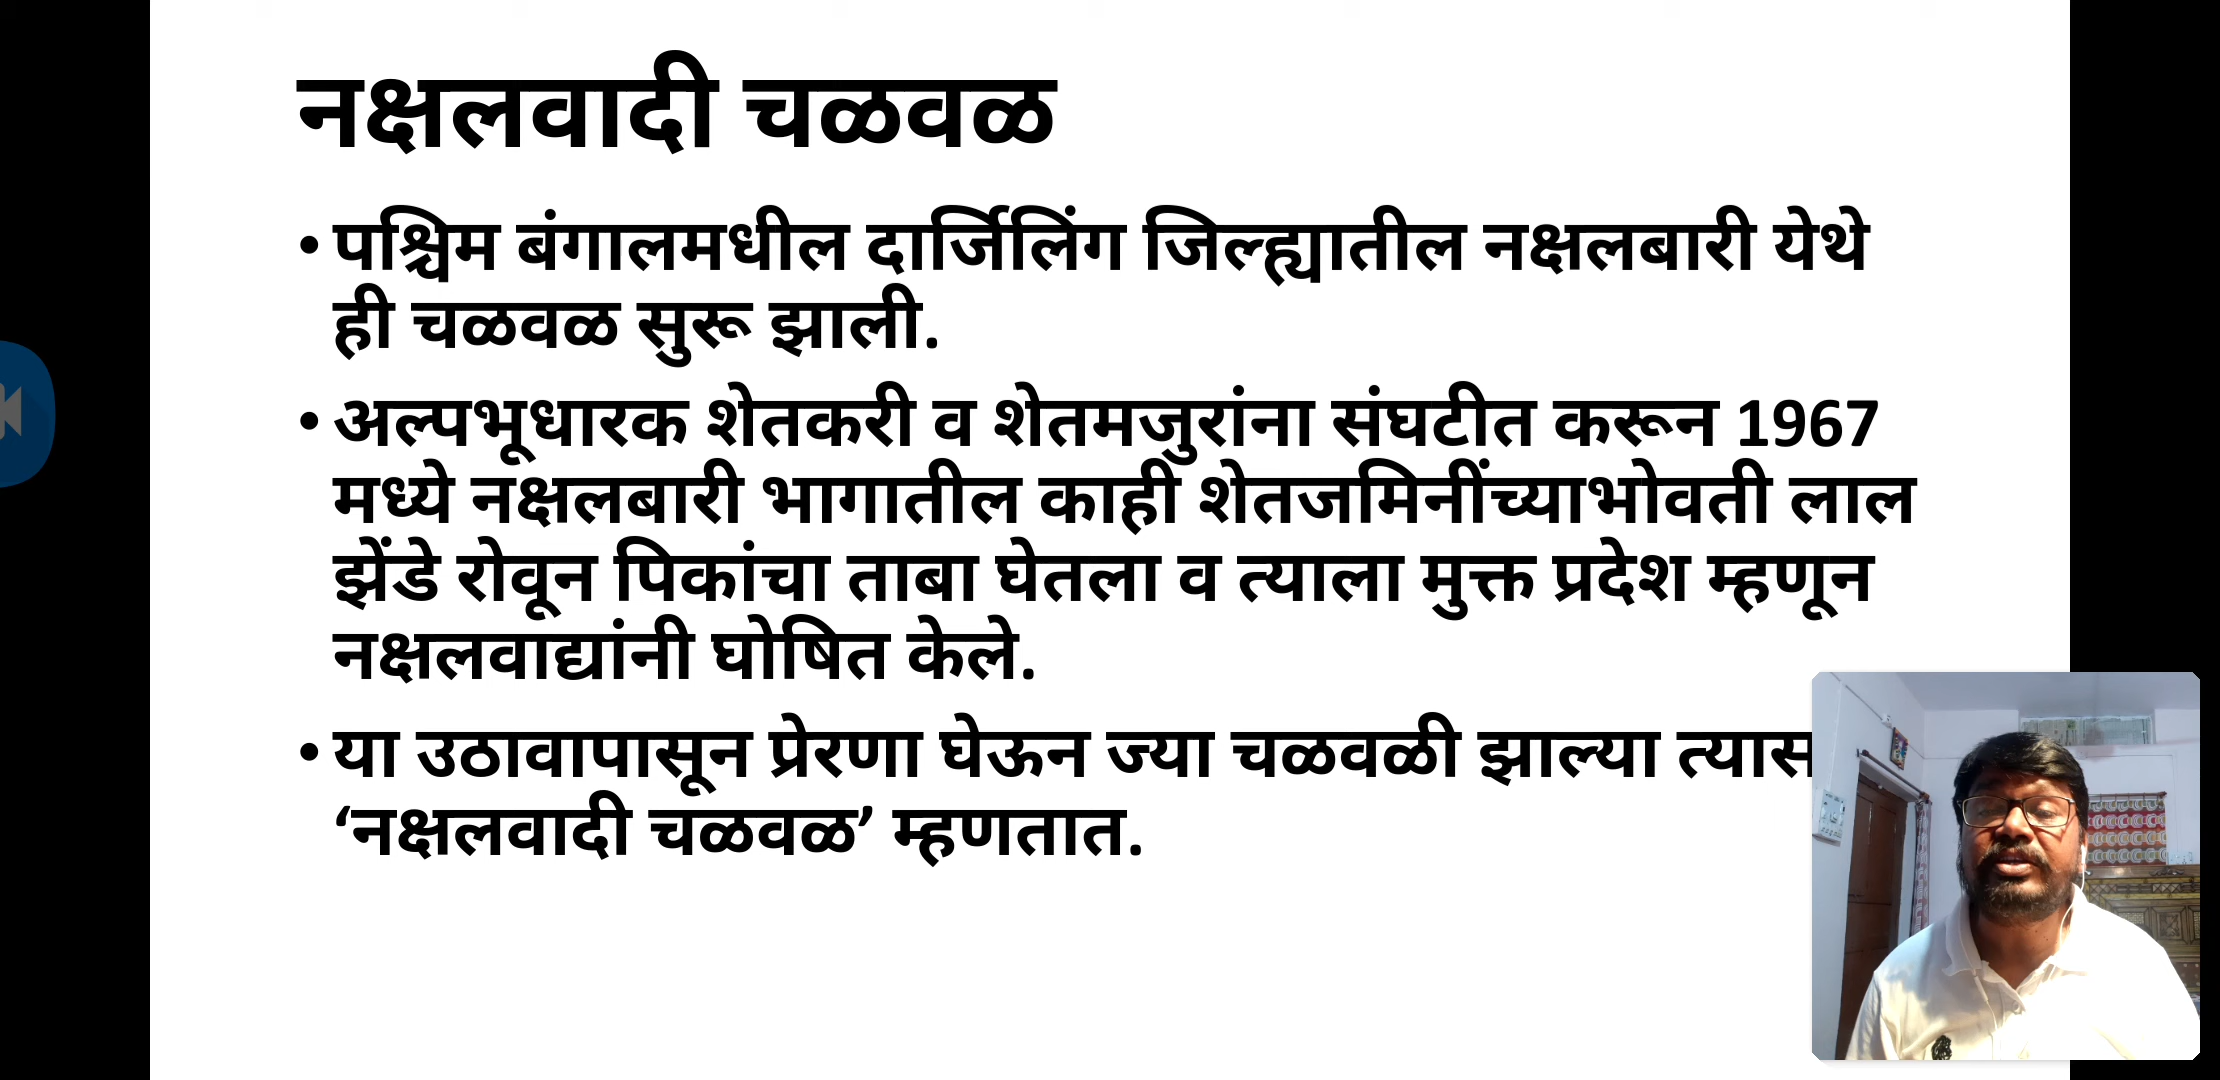 नक्षलवादी चळवळ
• पश्चिम बंगालमधील दार्जिलिंग जिल्ह्यातील नक्षलबारी येथे
ही चळवळ सुरू झाली.
• अल्पभूधारक शेतकरी व शेतमजुरांना संघटीत करून 1967
मध्ये नक्षलबारी भागातील काही शेतजमिनींच्याभोवती लाल
झेंडे रोवून पिकांचा ताबा घेतला व त्याला मुक्त प्रदेश म्हणून
नक्षलवाद्यांनी घोषित केले.
• या उठावापासून प्रेरणा घेऊन ज्या चळवळी झाल्या त्यास
‘नक्षलवादी चळवळ’ म्हणतात.